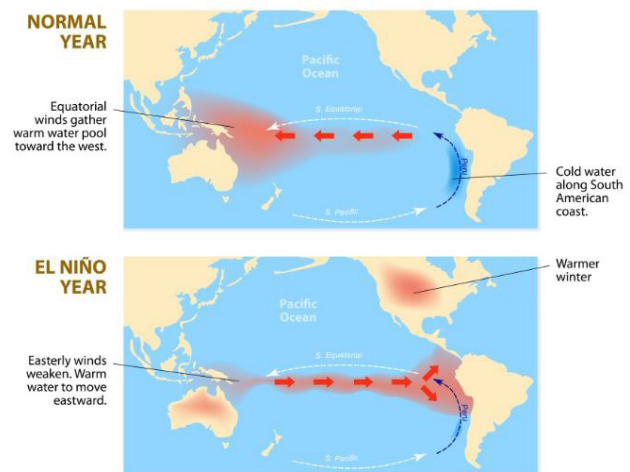 NORMAL
YEAR
Pacific
Ocean
Equatorial
winds gather
warm water pool
toward the west.
S. Equatorial
Peru
Cold water
along South
American
coast.
S. Pacific
EL NIÑO
YEAR
Warmer
winter
Pacific
Ocean
Easterly winds
weaken. Warm
water to move
eastward.
S. Equatorial
Peru
S. Pacific